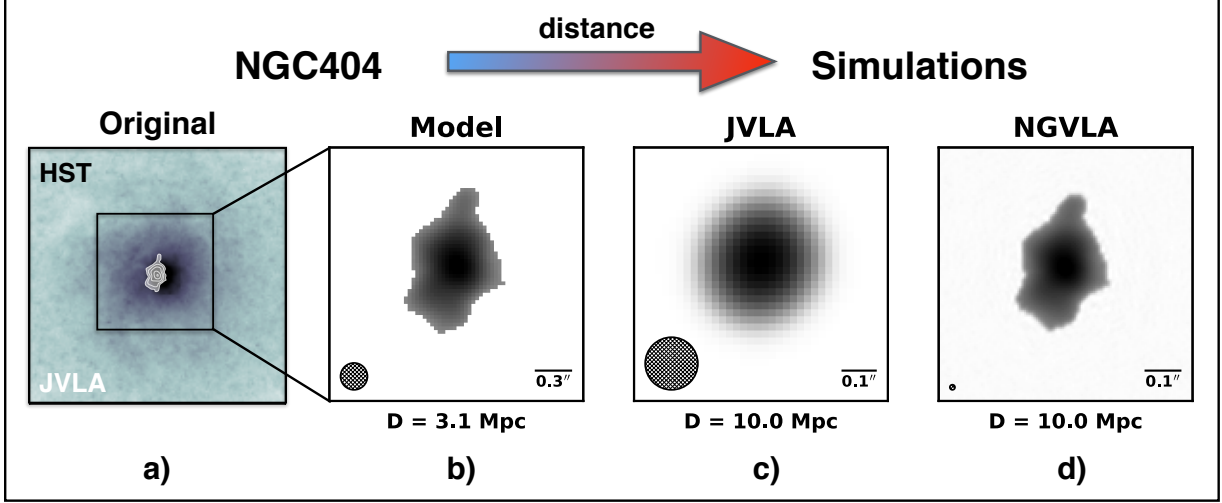 distance
NGC404
Simulations
Original
Model
JVLA
NGVLA
HST
JVLA
0.3″
0.1″
0.1″
D = 3.1 Mpc
D = 10.0 Mpc
D = 10.0 Mpc
a)
b)
c)
d)